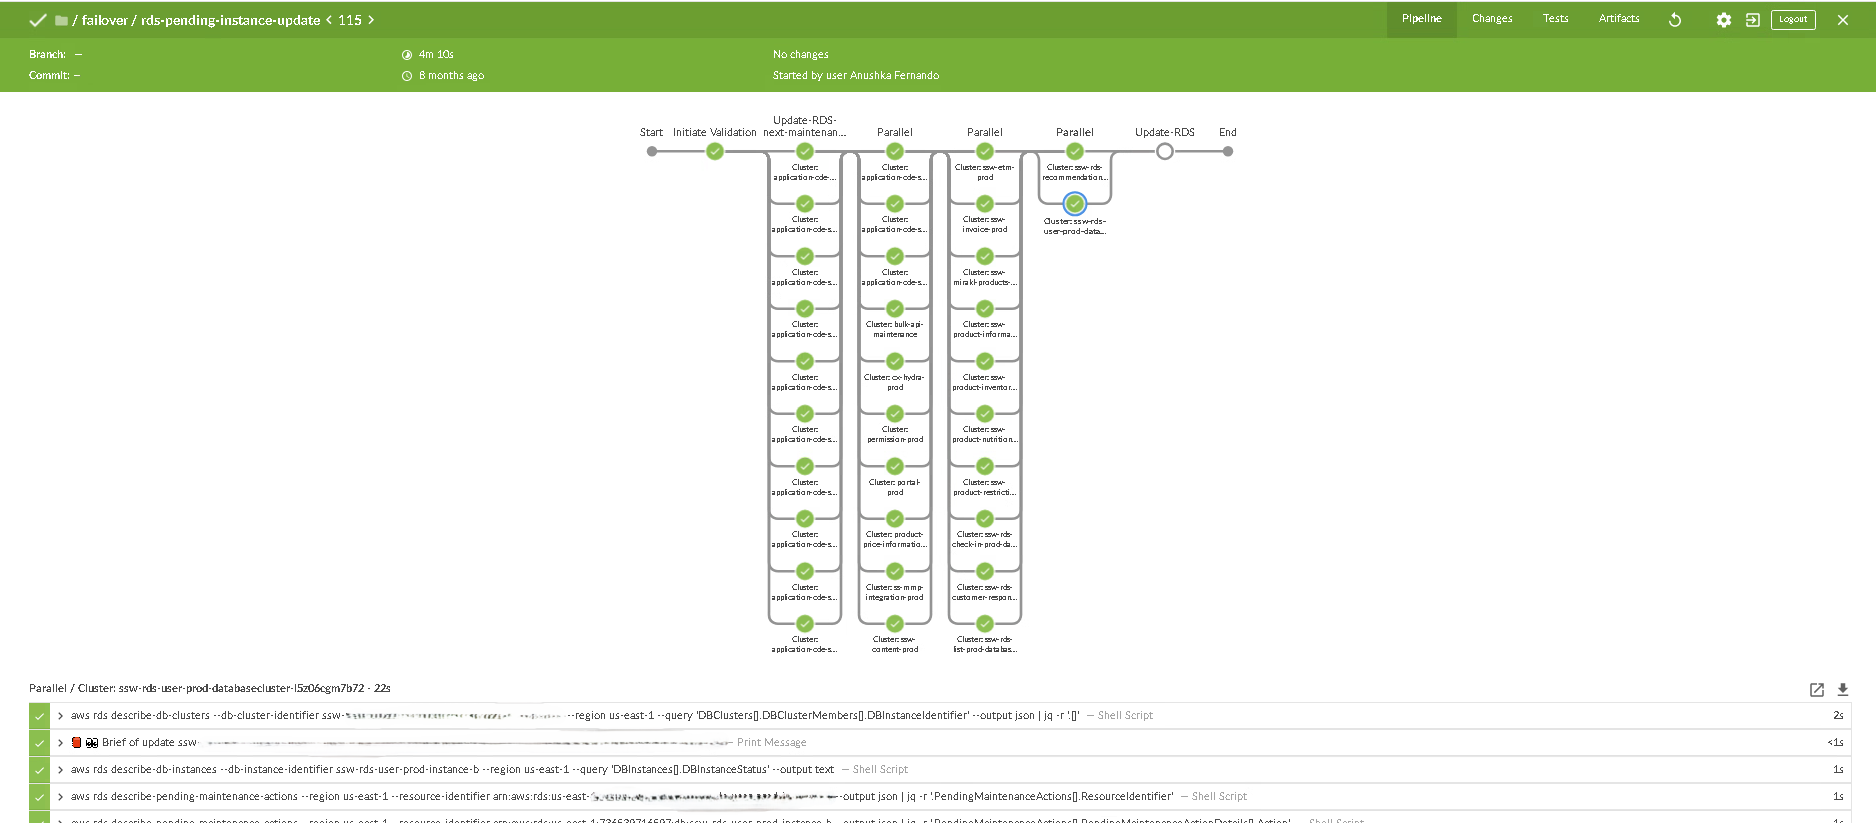 / failover / rds-pending-instance-update < 115 >
Pipeline Changes Tests Artifacts Logout
Branch: —
4m 10s
No changes
Commit: —
8 months ago
Started by user Anushka Fernando
Start
Initiate Validation
Update-RDS-
next-maintenan...
Parallel
Parallel
Parallel
Update-RDS
End
Cluster:
application-cde-...
Cluster:
application-cde-s...
Cluster:
application-cde-s...
Cluster:
application-cde-s...
Cluster:
application-cde-s...
Cluster:
application-cde-s...
Cluster:
application-cde-s...
Cluster:
application-cde-s...
Cluster:
application-cde-s...
Cluster:
application-cde-s...
Cluster:
application-cde-s...
Cluster:
application-cde-s...
Cluster:
application-cde-s...
Cluster: bulk-api-
maintenance
Cluster: cx-hydra-
prod
Cluster:
permission-prod
Cluster: portal-
prod
Cluster: product-
price-informatio...
Cluster: ss-mmp-
integration-prod
Cluster: ssw-
content-prod
Cluster: ssw-etm-
prod
Cluster: ssw-
invoice-prod
Cluster: ssw-
mirakl-products-...
Cluster: ssw-
product-informa...
Cluster: ssw-
product-inventor...
Cluster: ssw-
product-nutrition...
Cluster: ssw-
product-restricti...
Cluster: ssw-rds-
check-in-prod-da...
Cluster: ssw-rds-
customer-respon...
Cluster: ssw-rds-
list-prod-databas...
Cluster: ssw-rds-
recommendation...
Cluster: ssw-rds-
user-prod-data...
Parallel / Cluster: ssw-rds-user-prod-databasecluster-l5z06cgm7b72 - 22s
aws rds describe-db-clusters --db-cluster-identifier ssw- --region us-east-1 --query 'DBClusters[].DBClusterMembers[].DBInstanceIdentifier' --output json | jq -r '.[]' — Shell Script 2s
Brief of update ssw- — Print Message <1s
aws rds describe-db-instances --db-instance-identifier ssw-rds-user-prod-instance-b --region us-east-1 --query 'DBInstances[].DBInstanceStatus' --output text — Shell Script 1s
aws rds describe-pending-maintenance-actions --region us-east-1 --resource-identifier arn:aws:rds:us-east- -output json | jq -r '.PendingMaintenanceActions[].ResourceIdentifier' — Shell Script 1s